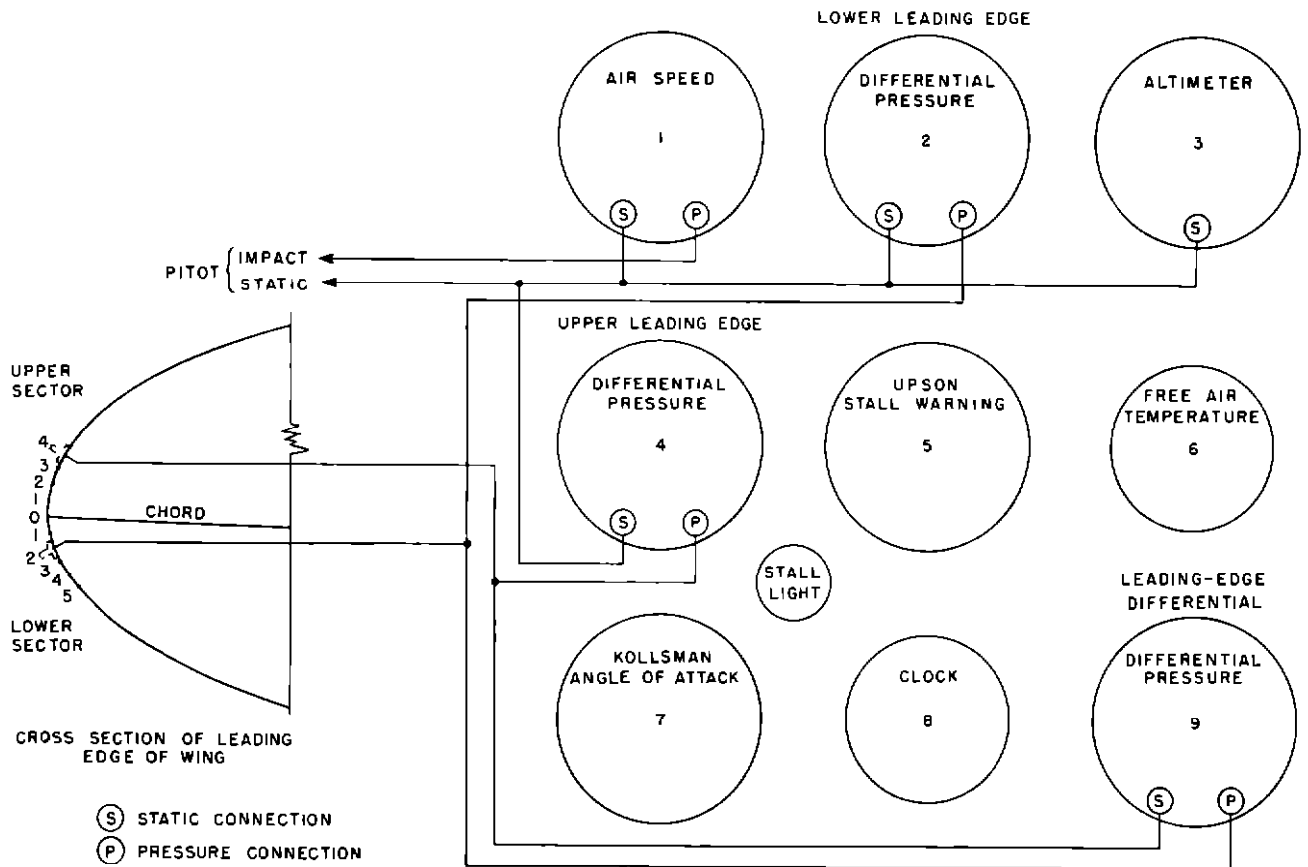 LOWER LEADING EDGE
AIR SPEED
1
S
P
DIFFERENTIAL
PRESSURE
2
S
P
ALTIMETER
3
S
PITOT
IMPACT
STATIC
UPPER LEADING EDGE
DIFFERENTIAL
PRESSURE
4
S
P
UPSON
STALL WARNING
5
FREE AIR
TEMPERATURE
6
UPPER
SECTOR
4
3
2
1
0
1
2
3
4
5
CHORD
LOWER
SECTOR
STALL
LIGHT
LEADING-EDGE
DIFFERENTIAL
KOLLSMAN
ANGLE OF ATTACK
7
CLOCK
8
DIFFERENTIAL
PRESSURE
9
S
P
CROSS SECTION OF LEADING
EDGE OF WING
S STATIC CONNECTION
P PRESSURE CONNECTION